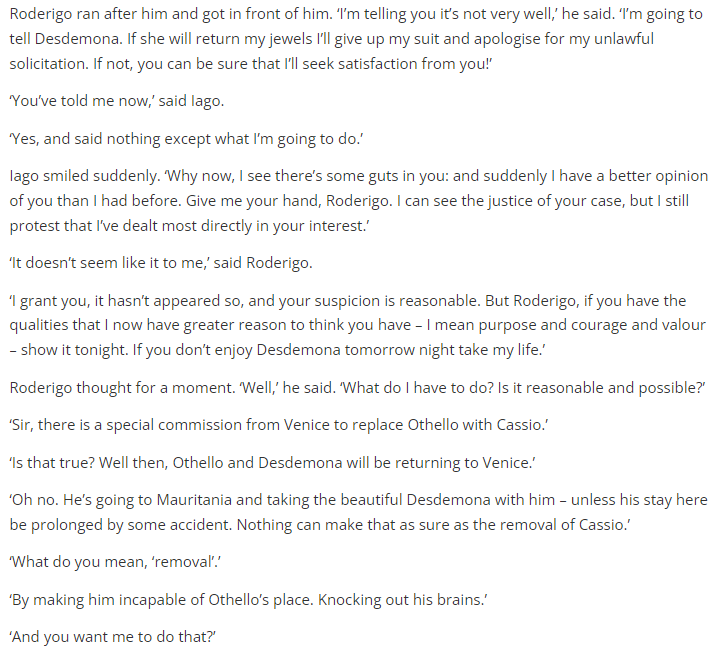 Roderigo ran after him and got in front of him. ‘I’m telling you it’s not very well,’ he said. ‘I’m going to
tell Desdemona. If she will return my jewels I’ll give up my suit and apologise for my unlawful
solicitation. If not, you can be sure that I’ll seek satisfaction from you!’
‘You’ve told me now,’ said Iago.
‘Yes, and said nothing except what I’m going to do.’
Iago smiled suddenly. ‘Why now, I see there’s some guts in you: and suddenly I have a better opinion
of you than I had before. Give me your hand, Roderigo. I can see the justice of your case, but I still
protest that I’ve dealt most directly in your interest.’
‘It doesn’t seem like it to me,’ said Roderigo.
‘I grant you, it hasn’t appeared so, and your suspicion is reasonable. But Roderigo, if you have the
qualities that I now have greater reason to think you have – I mean purpose and courage and valour
– show it tonight. If you don’t enjoy Desdemona tomorrow night take my life.’
Roderigo thought for a moment. ‘Well,’ he said. ‘What do I have to do? Is it reasonable and possible?’
‘Sir, there is a special commission from Venice to replace Othello with Cassio.’
‘Is that true? Well then, Othello and Desdemona will be returning to Venice.’
‘Oh no. He’s going to Mauritania and taking the beautiful Desdemona with him – unless his stay here
be prolonged by some accident. Nothing can make that as sure as the removal of Cassio.’
‘What do you mean, ‘removal’.’
‘By making him incapable of Othello’s place. Knocking out his brains.’
‘And you want me to do that?’